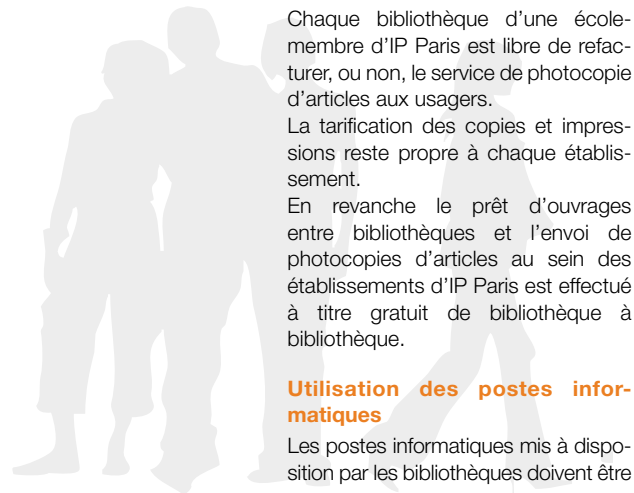 Chaque bibliothèque d'une école-
membre d'IP Paris est libre de refac-
turer, ou non, le service de photocopie
d'articles aux usagers.
La tarification des copies et impres-
sions reste propre à chaque établis-
sement.
En revanche le prêt d'ouvrages
entre bibliothèques et l'envoi de
photocopies d'articles au sein des
établissements d'IP Paris est effectué
à titre gratuit de bibliothèque à
bibliothèque.
Utilisation des postes infor-
matiques
Les postes informatiques mis à dispo-
sition par les bibliothèques doivent être